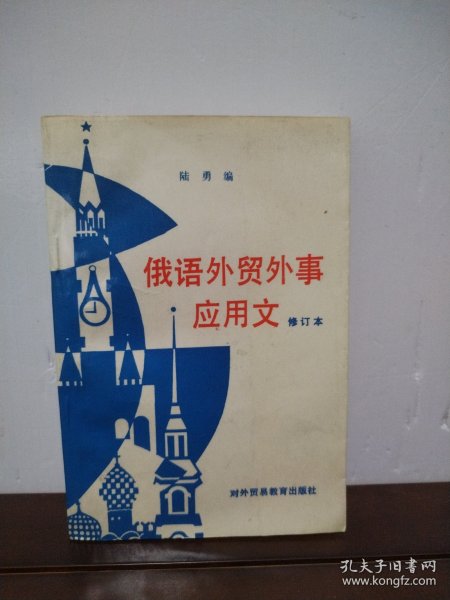 陆勇编
俄语外贸外事
应用文 修订本
对外贸易教育出版社
孔夫子旧书网
www.kongfz.com